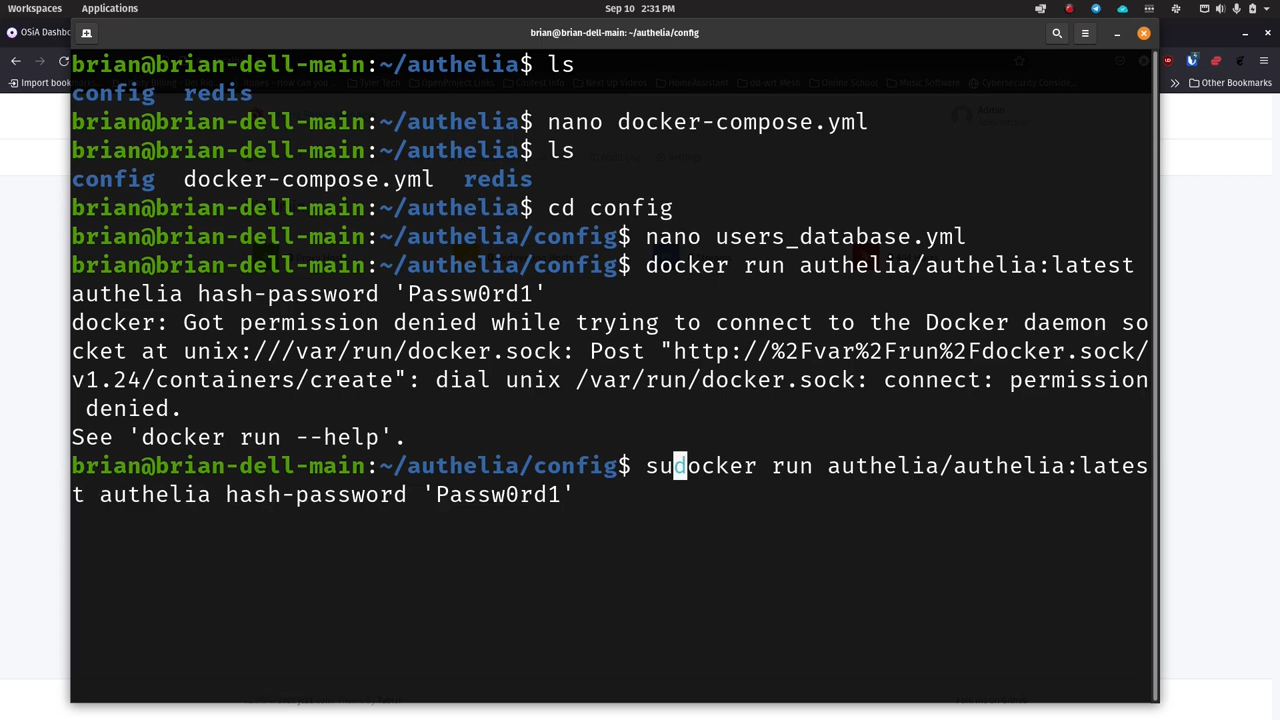 Workspaces Applications Sep 10 2:31 PM
OSiA Dashbo
brian@brian-dell-main: ~/authelia/config
Import bookmarks
Other Bookmarks
brian@brian-dell-main:~/authelia$ ls
config redis
brian@brian-dell-main:~/authelia$ nano docker-compose.yml
brian@brian-dell-main:~/authelia$ ls
config docker-compose.yml redis
brian@brian-dell-main:~/authelia$ cd config
brian@brian-dell-main:~/authelia/config$ nano users_database.yml
brian@brian-dell-main:~/authelia/config$ docker run authelia/authelia:latest
authelia hash-password 'Passw0rd1'
docker: Got permission denied while trying to connect to the Docker daemon so
cket at unix:///var/run/docker.sock: Post "http://%2Fvar%2Frun%2Fdocker.sock/
v1.24/containers/create": dial unix /var/run/docker.sock: connect: permission
denied.
See 'docker run --help'.
brian@brian-dell-main:~/authelia/config$ sudocker run authelia/authelia:lates
t authelia hash-password 'Passw0rd1'